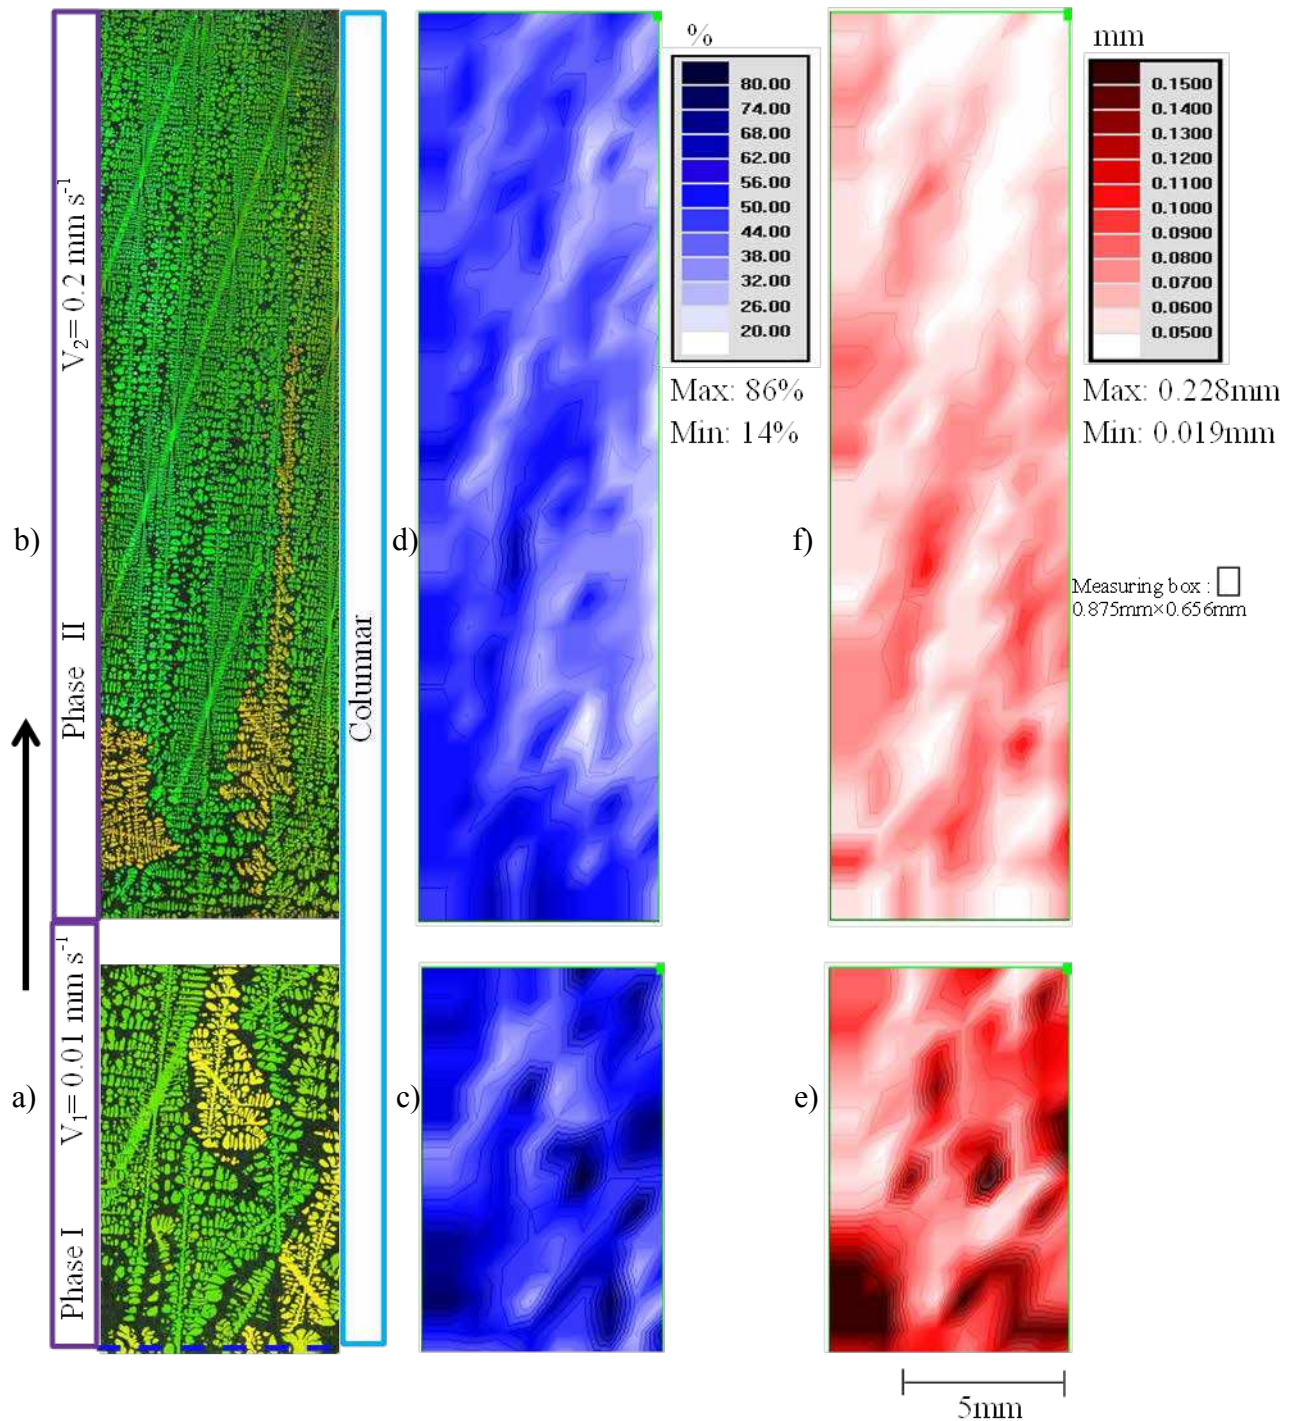 b)
Phase II
V₂= 0.2 mm s⁻¹
Columnar
d)
%
80.00
74.00
68.00
62.00
56.00
50.00
44.00
38.00
32.00
26.00
20.00
Max: 86%
Min: 14%
f)
mm
0.1500
0.1400
0.1300
0.1200
0.1100
0.1000
0.0900
0.0800
0.0700
0.0600
0.0500
Max: 0.228mm
Min: 0.019mm
Measuring box :
0.875mm×0.656mm
a)
Phase I
V₁= 0.01 mm s⁻¹
c)
e)
5mm